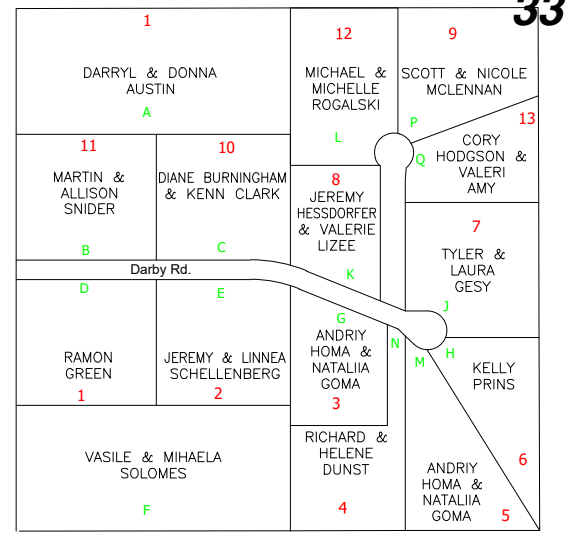 33
1
12
9
DARRYL & DONNA
AUSTIN
A
MICHAEL &
MICHELLE
ROGALSKI
L
SCOTT & NICOLE
MCLENNAN
P
13
11
MARTIN &
ALLISON
SNIDER
B
10
DIANE BURNINGHAM
& KENN CLARK
C
8
JEREMY
HESSDORFER
& VALERIE
LIZEE
K
Q
CORY
HODGSON &
VALERI
AMY
7
TYLER &
LAURA
GESY
J
Darby Rd.
D
RAMON
GREEN
1
E
JEREMY & LINNEA
SCHELLENBERG
2
G
ANDRIY
HOMA &
NATALIIA
GOMA
3
N
M
H
KELLY
PRINS
6
VASILE & MIHAELA
SOLOMES
F
RICHARD &
HELENE
DUNST
4
ANDRIY
HOMA &
NATALIIA
GOMA
5